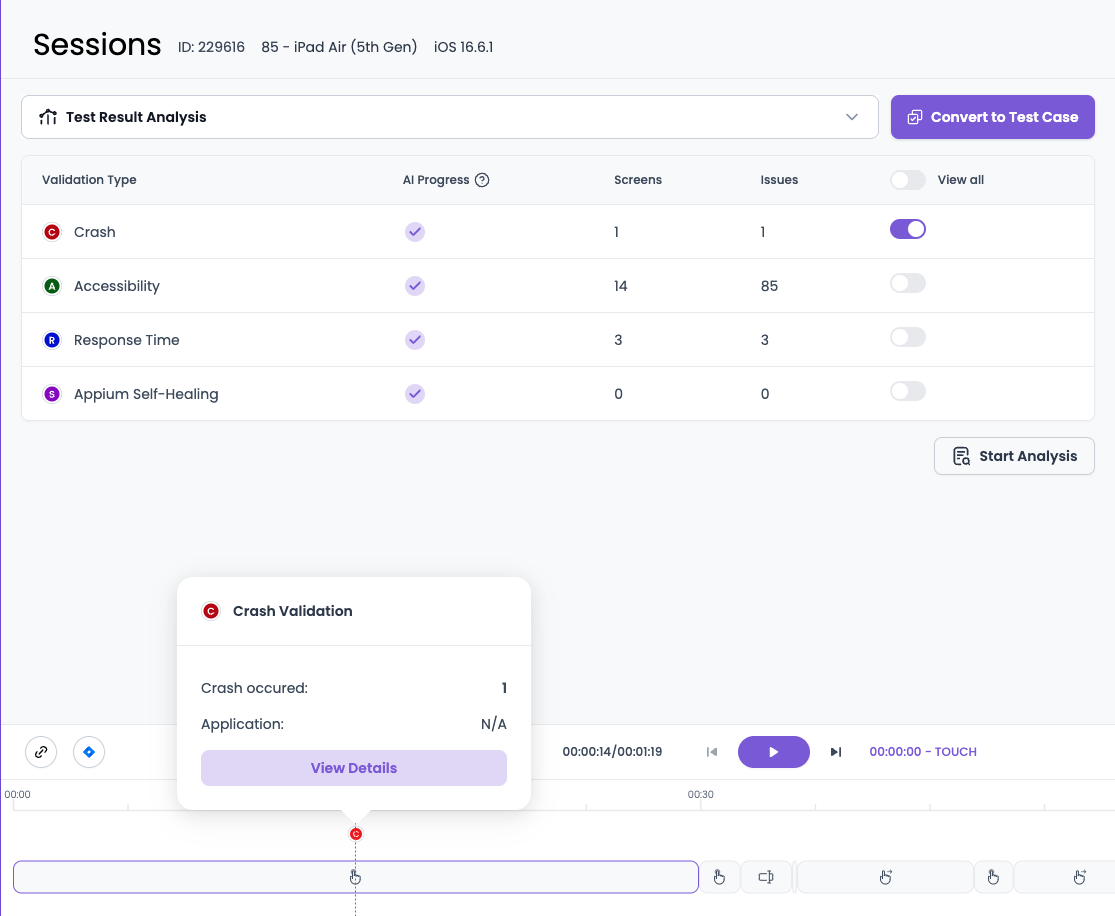 Sessions ID: 229616 85 - iPad Air (5th Gen) iOS 16.6.1
Test Result Analysis
Convert to Test Case
Validation Type AI Progress ? Screens Issues View all
C Crash 1 1
A Accessibility 14 85
R Response Time 3 3
S Appium Self-Healing 0 0
Start Analysis
C Crash Validation
Crash occured: 1
Application: N/A
View Details
00:00:14/00:01:19 00:00:00 - TOUCH
00:00 00:30
C